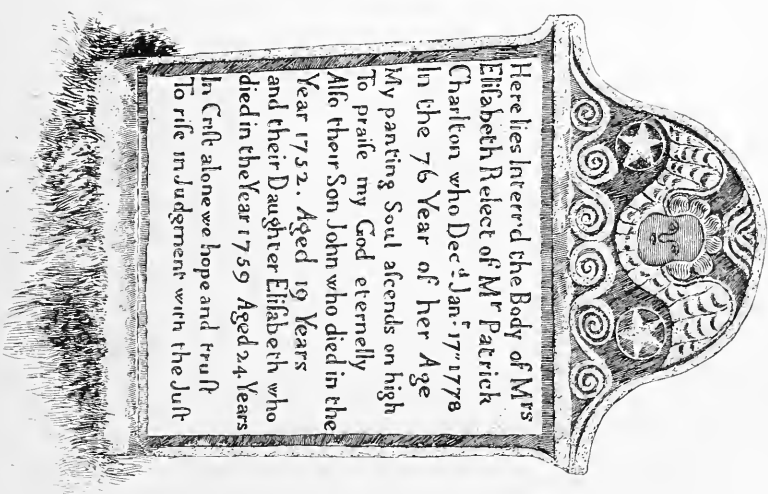 Here lies Interr'd the Body of Mrs
Eliſabeth Relect of Mr Patrick
Charlton who Decd. Janr. 17" 1778
In the 76 Year of her Age
My panting Soul aſcends on high
To praiſe my God eternelly
Alſo their Son John who died in the
Year 1752. Aged 19 Years
and their Daughter Eliſabeth who
died in the Year 1759 Aged 24 Years
In Criſt alone we hope and truſt
To riſe in Judgment with the Juſt